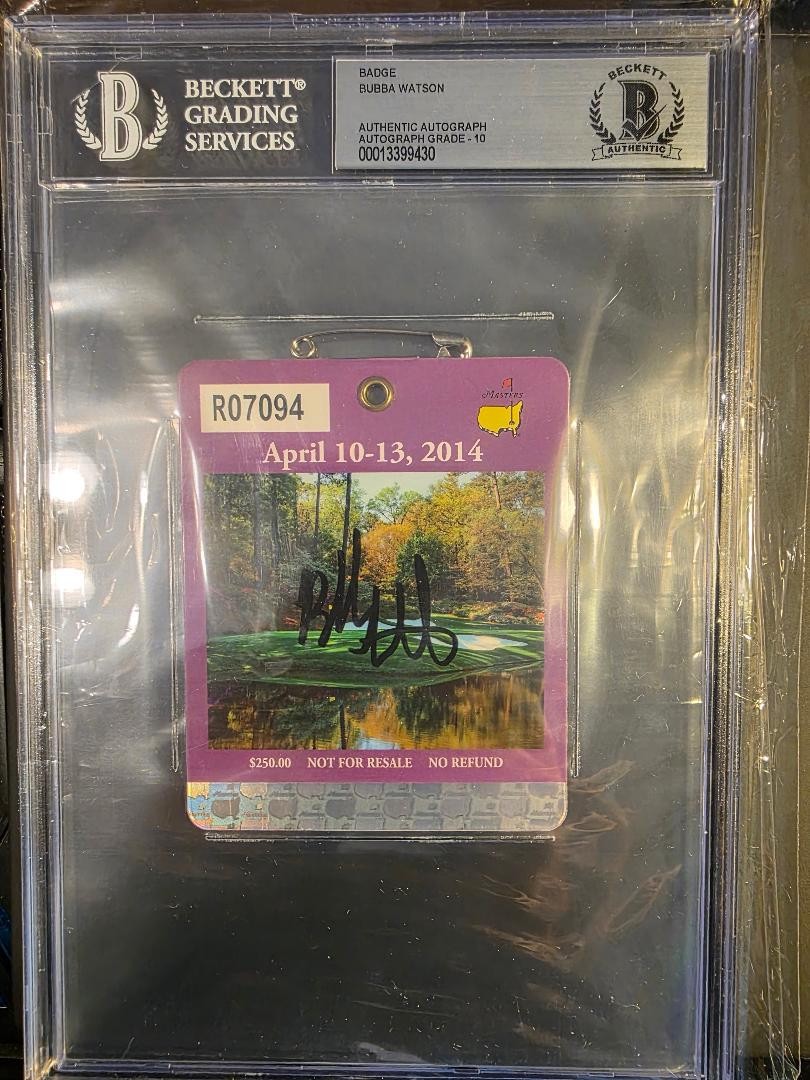 BECKETT®
GRADING
SERVICES
BADGE
BUBBA WATSON
AUTHENTIC AUTOGRAPH
AUTOGRAPH GRADE - 10
00013399430
BECKETT
B
AUTHENTIC
B
R07094
MASTERS
April 10-13, 2014
$250.00 NOT FOR RESALE NO REFUND